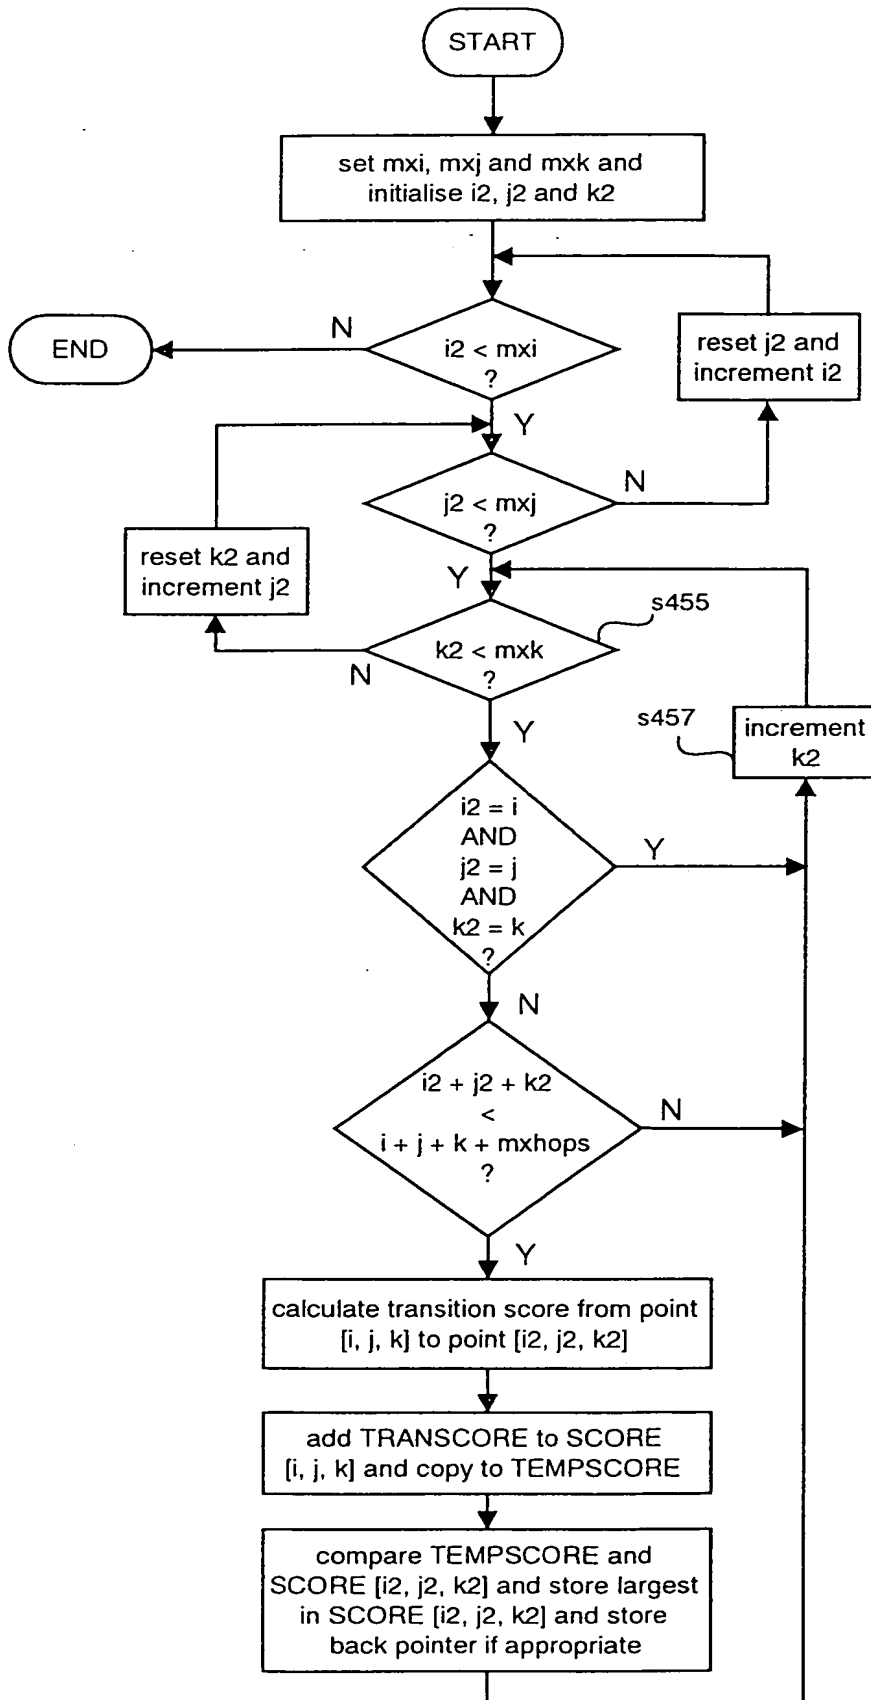 START
set mxi, mxj and mxk and
initialise i2, j2 and k2
N
END
i2 < mxi
?
reset j2 and
increment i2
Y
j2 < mxj
?
N
reset k2 and
increment j2
Y
s455
k2 < mxk
?
N
Y
s457
increment
k2
i2 = i
AND
j2 = j
AND
k2 = k
?
Y
N
i2 + j2 + k2
<
i + j + k + mxhops
?
N
Y
calculate transition score from point
[i, j, k] to point [i2, j2, k2]
add TRANSCORE to SCORE
[i, j, k] and copy to TEMPSCORE
compare TEMPSCORE and
SCORE [i2, j2, k2] and store largest
in SCORE [i2, j2, k2] and store
back pointer if appropriate